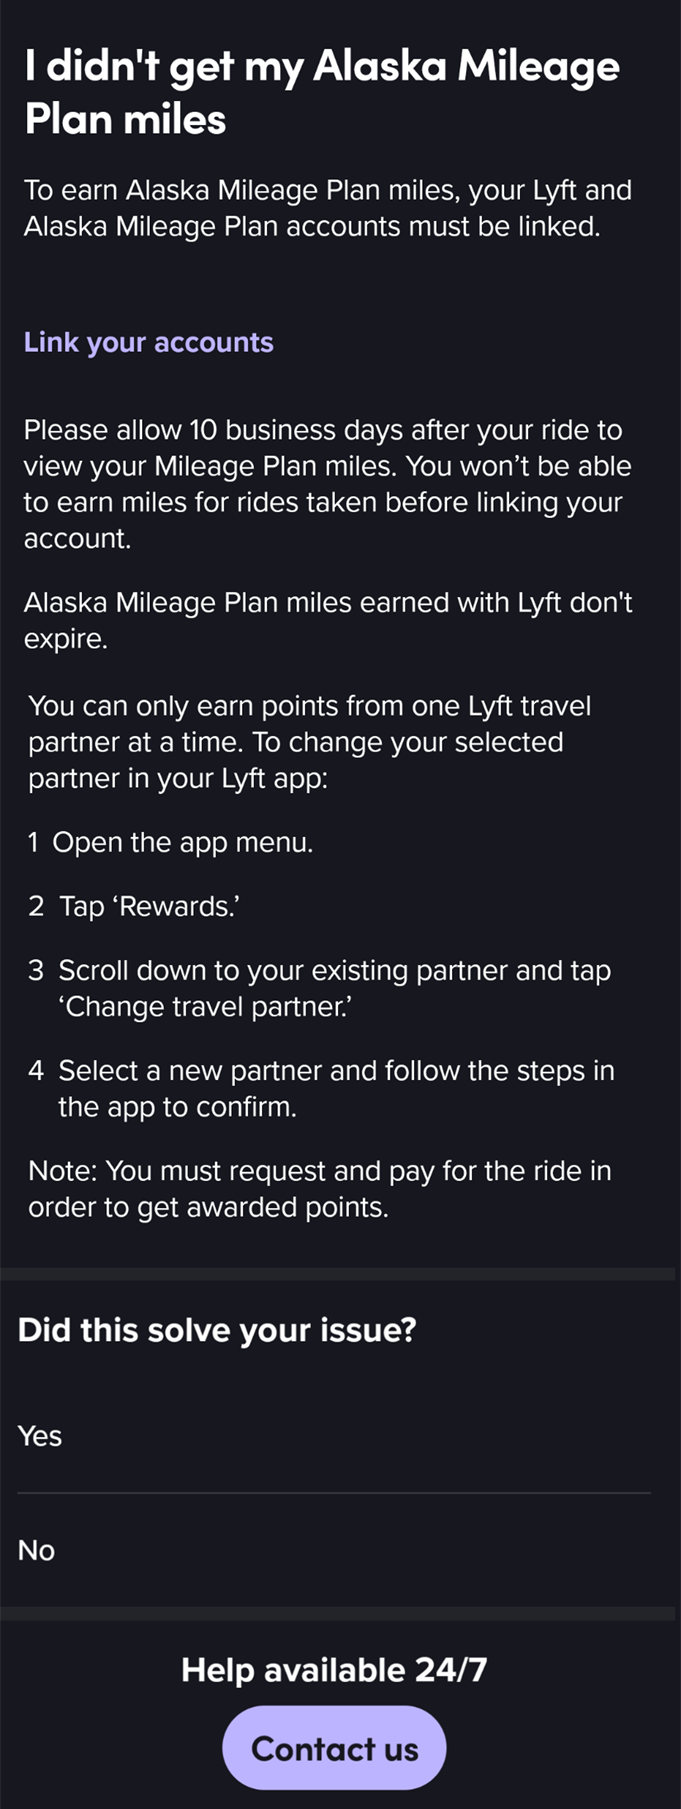 I didn't get my Alaska Mileage
Plan miles
To earn Alaska Mileage Plan miles, your Lyft and
Alaska Mileage Plan accounts must be linked.
Link your accounts
Please allow 10 business days after your ride to
view your Mileage Plan miles. You won’t be able
to earn miles for rides taken before linking your
account.
Alaska Mileage Plan miles earned with Lyft don't
expire.
You can only earn points from one Lyft travel
partner at a time. To change your selected
partner in your Lyft app:
1 Open the app menu.
2 Tap ‘Rewards.’
3 Scroll down to your existing partner and tap
‘Change travel partner.’
4 Select a new partner and follow the steps in
the app to confirm.
Note: You must request and pay for the ride in
order to get awarded points.
Did this solve your issue?
Yes
No
Help available 24/7
Contact us